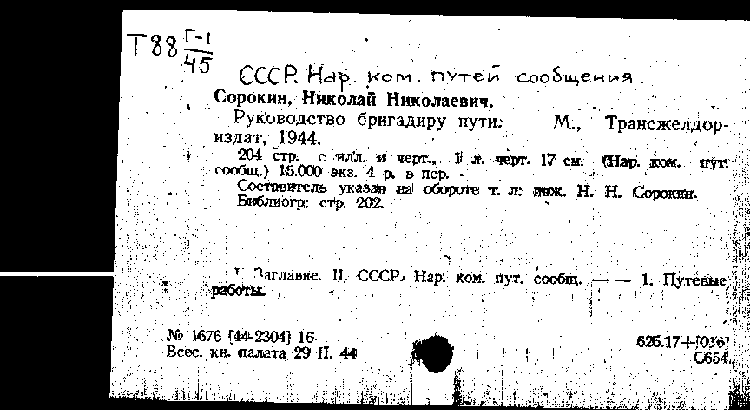 Т88 Г-1
45
СССР. Нар. ком. путей сообщения
Сорокин, Николай Николаевич.
Руководство бригадиру пути. М., Трансжелдор-
издат, 1944.
204 стр. с илл. и черт., 1 л. черт. 17 см. (Нар. ком. пут.
сообщ.) 15.000 экз. 4 р. в пер.
Составитель указан на обороте т. л.: инж. Н. Н. Сорокин.
Библиогр: стр. 202.
I. Заглавие. II. СССР. Нар. ком. пут. сообщ. — — 1. Путевые
работы.
№ 1676 [44-2304] 16
Всес. кн. палата 29 II. 44
625.17+[016]
С654